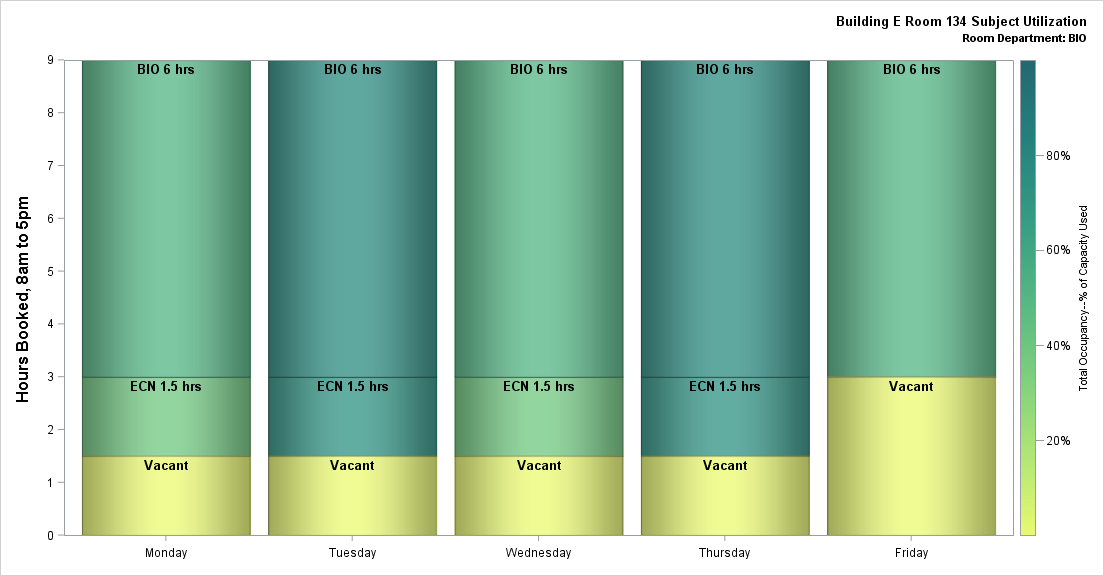 Building E Room 134 Subject Utilization
Room Department: BIO
Hours Booked, 8am to 5pm
9
8
7
6
5
4
3
2
1
0
BIO 6 hrs
ECN 1.5 hrs
Vacant
BIO 6 hrs
ECN 1.5 hrs
Vacant
BIO 6 hrs
ECN 1.5 hrs
Vacant
BIO 6 hrs
ECN 1.5 hrs
Vacant
BIO 6 hrs
Vacant
Monday
Tuesday
Wednesday
Thursday
Friday
80%
60%
40%
20%
Total Occupancy--% of Capacity Used